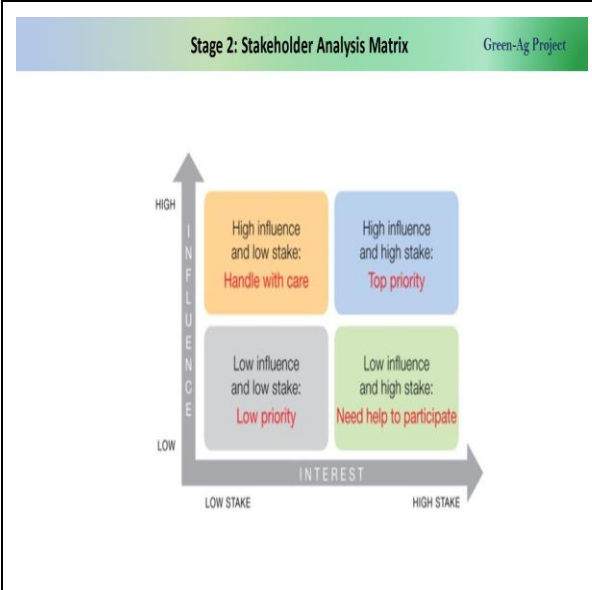 Stage 2: Stakeholder Analysis Matrix
Green-Ag Project
HIGH
INFLUENCE
LOW
High influence
and low stake:
Handle with care
High influence
and high stake:
Top priority
Low influence
and low stake:
Low priority
Low influence
and high stake:
Need help to participate
INTEREST
LOW STAKE
HIGH STAKE